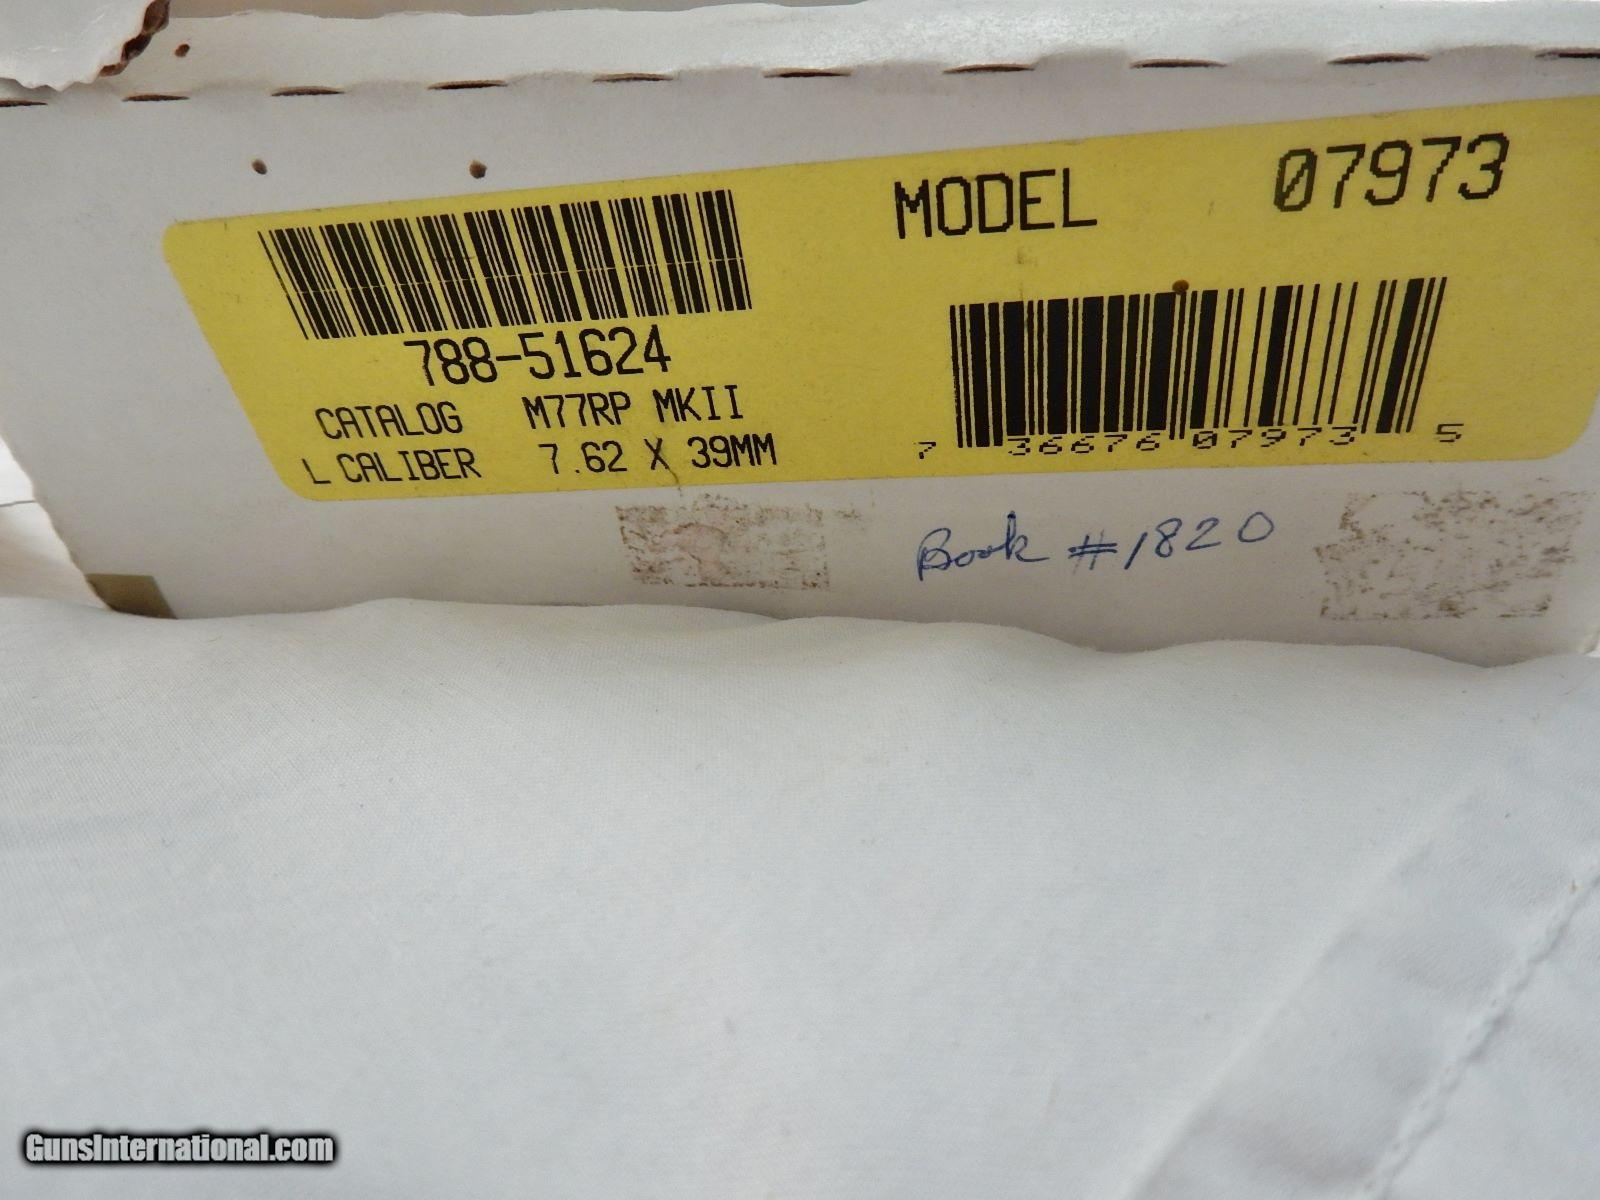 MODEL 07973
788-51624
CATALOG M77RP MKII
L CALIBER 7.62 X 39MM
7 36676 07973 5
Book #1820
GunsInternational.com